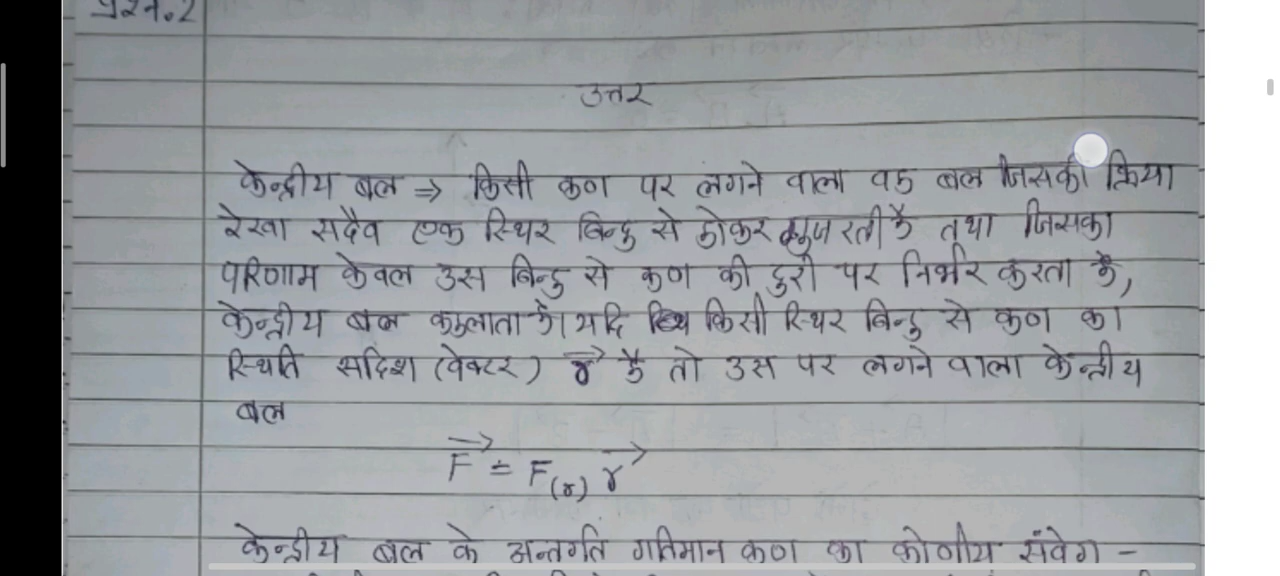 प्रश्न.2
उत्तर
केन्द्रीय बल ⇒ किसी कण पर लगने वाला वह बल जिसकी क्रिया
रेखा सदैव एक स्थिर बिन्दु से होकर गुजरती है तथा जिसका
परिणाम केवल उस बिन्दु से कण की दुरी पर निर्भर करता है,
केन्द्रीय बल कहलाता है। यदि किसी स्थिर बिन्दु से कण का
स्थिति सदिश (वेक्टर) r⃗ है तो उस पर लगने वाला केन्द्रीय
बल
F⃗ = F(r) r⃗
केन्द्रीय बल के अन्तर्गति गतिमान कण का कोणीय संवेग -